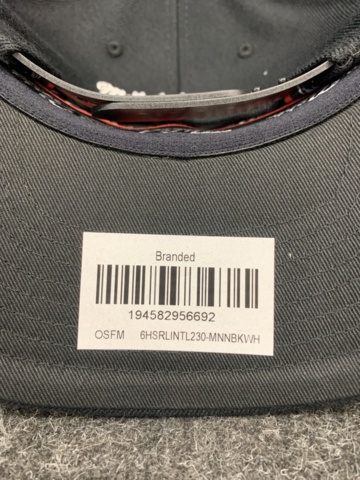 Branded
194582956692
OSFM 6HSRLINTL230-MNNBKWH